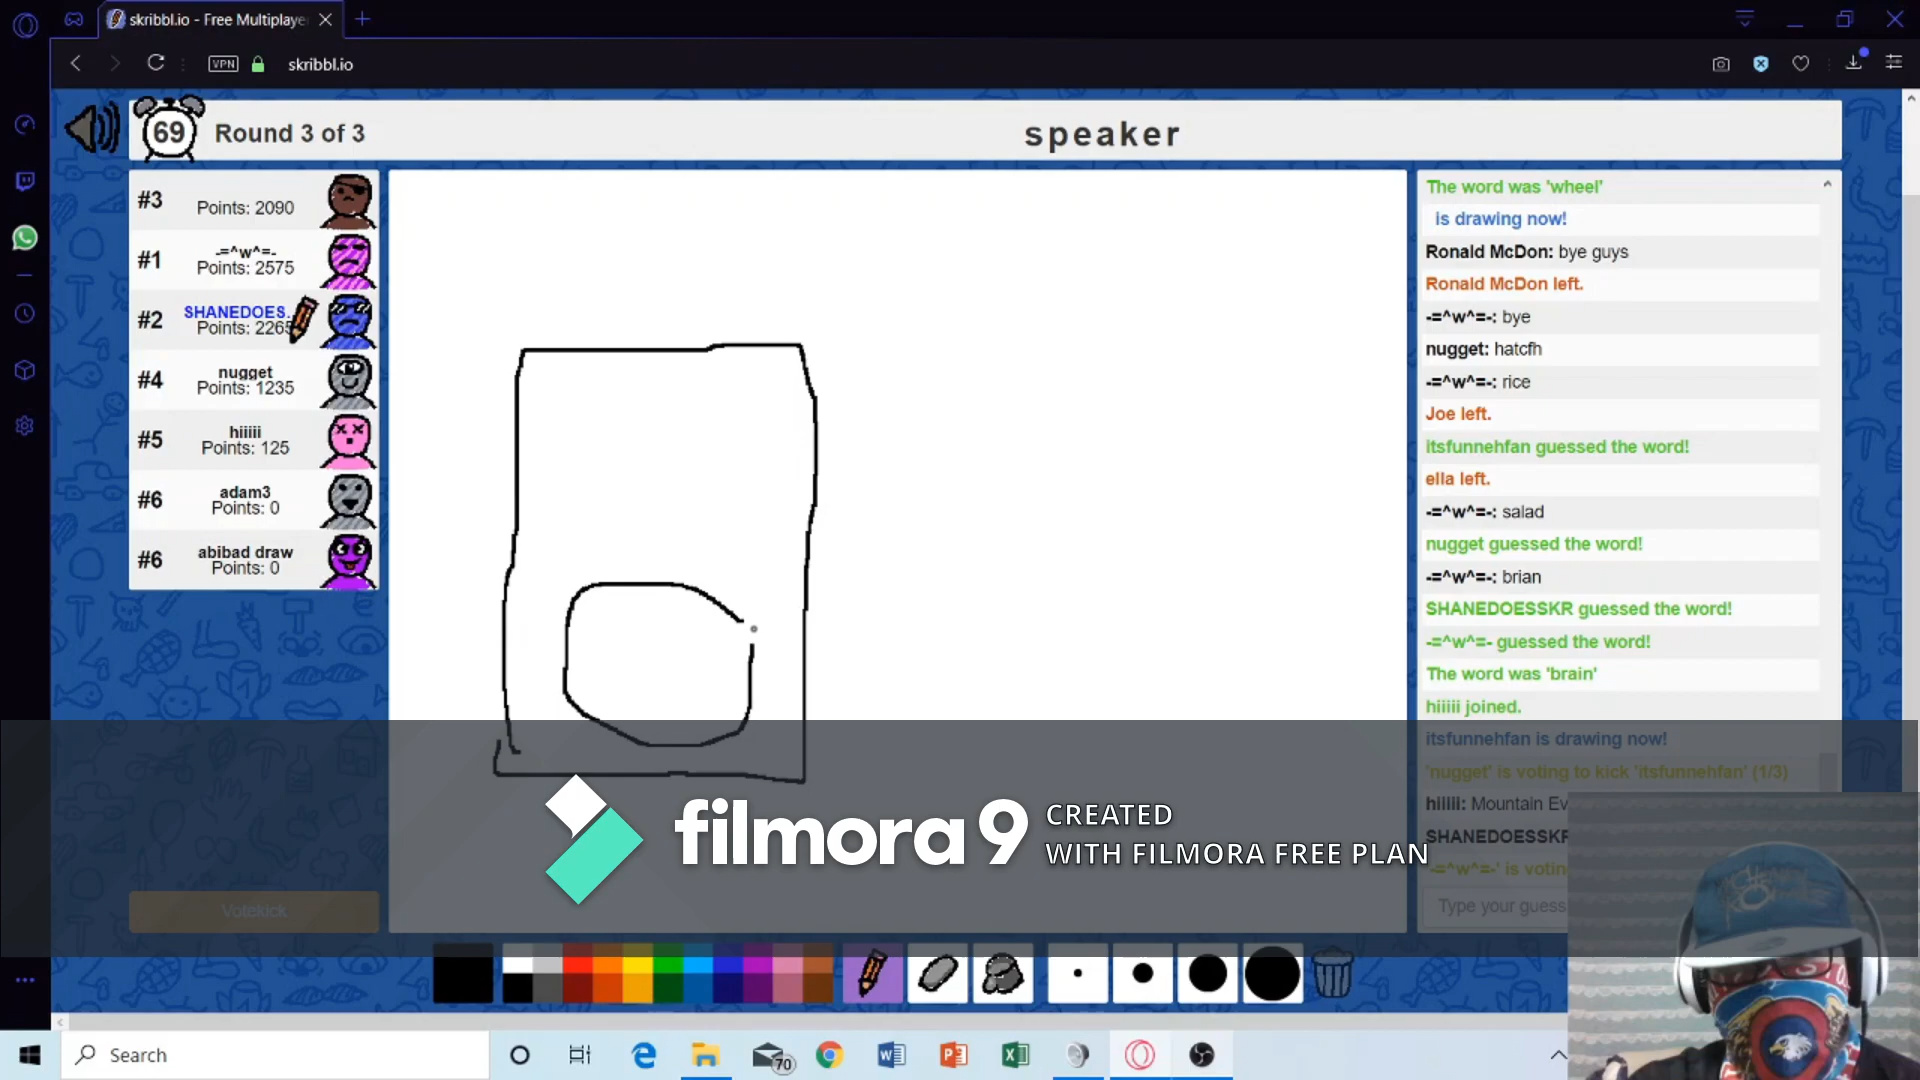 skribbl.io - Free Multiplaye
VPN
skribbl.io
69
Round 3 of 3
speaker
#3
Points: 2090
#1
-=^w^=-
Points: 2575
#2
SHANEDOES..
Points: 2265
#4
nugget
Points: 1235
#5
hiiiii
Points: 125
#6
adam3
Points: 0
#6
abibad draw
Points: 0
Votekick
The word was 'wheel'
is drawing now!
Ronald McDon: bye guys
Ronald McDon left.
-=^w^=-: bye
nugget: hatcfh
-=^w^=-: rice
Joe left.
itsfunnehfan guessed the word!
ella left.
-=^w^=-: salad
nugget guessed the word!
-=^w^=-: brian
SHANEDOESSKR guessed the word!
-=^w^=- guessed the word!
The word was 'brain'
hiiiii joined.
itsfunnehfan is drawing now!
'nugget' is voting to kick 'itsfunnehfan' (1/3)
hiiiii: Mountain Ev
SHANEDOESSKR
'-=^w^=-' is voting
Type your guess
filmora 9
CREATED
WITH FILMORA FREE PLAN
Search
70